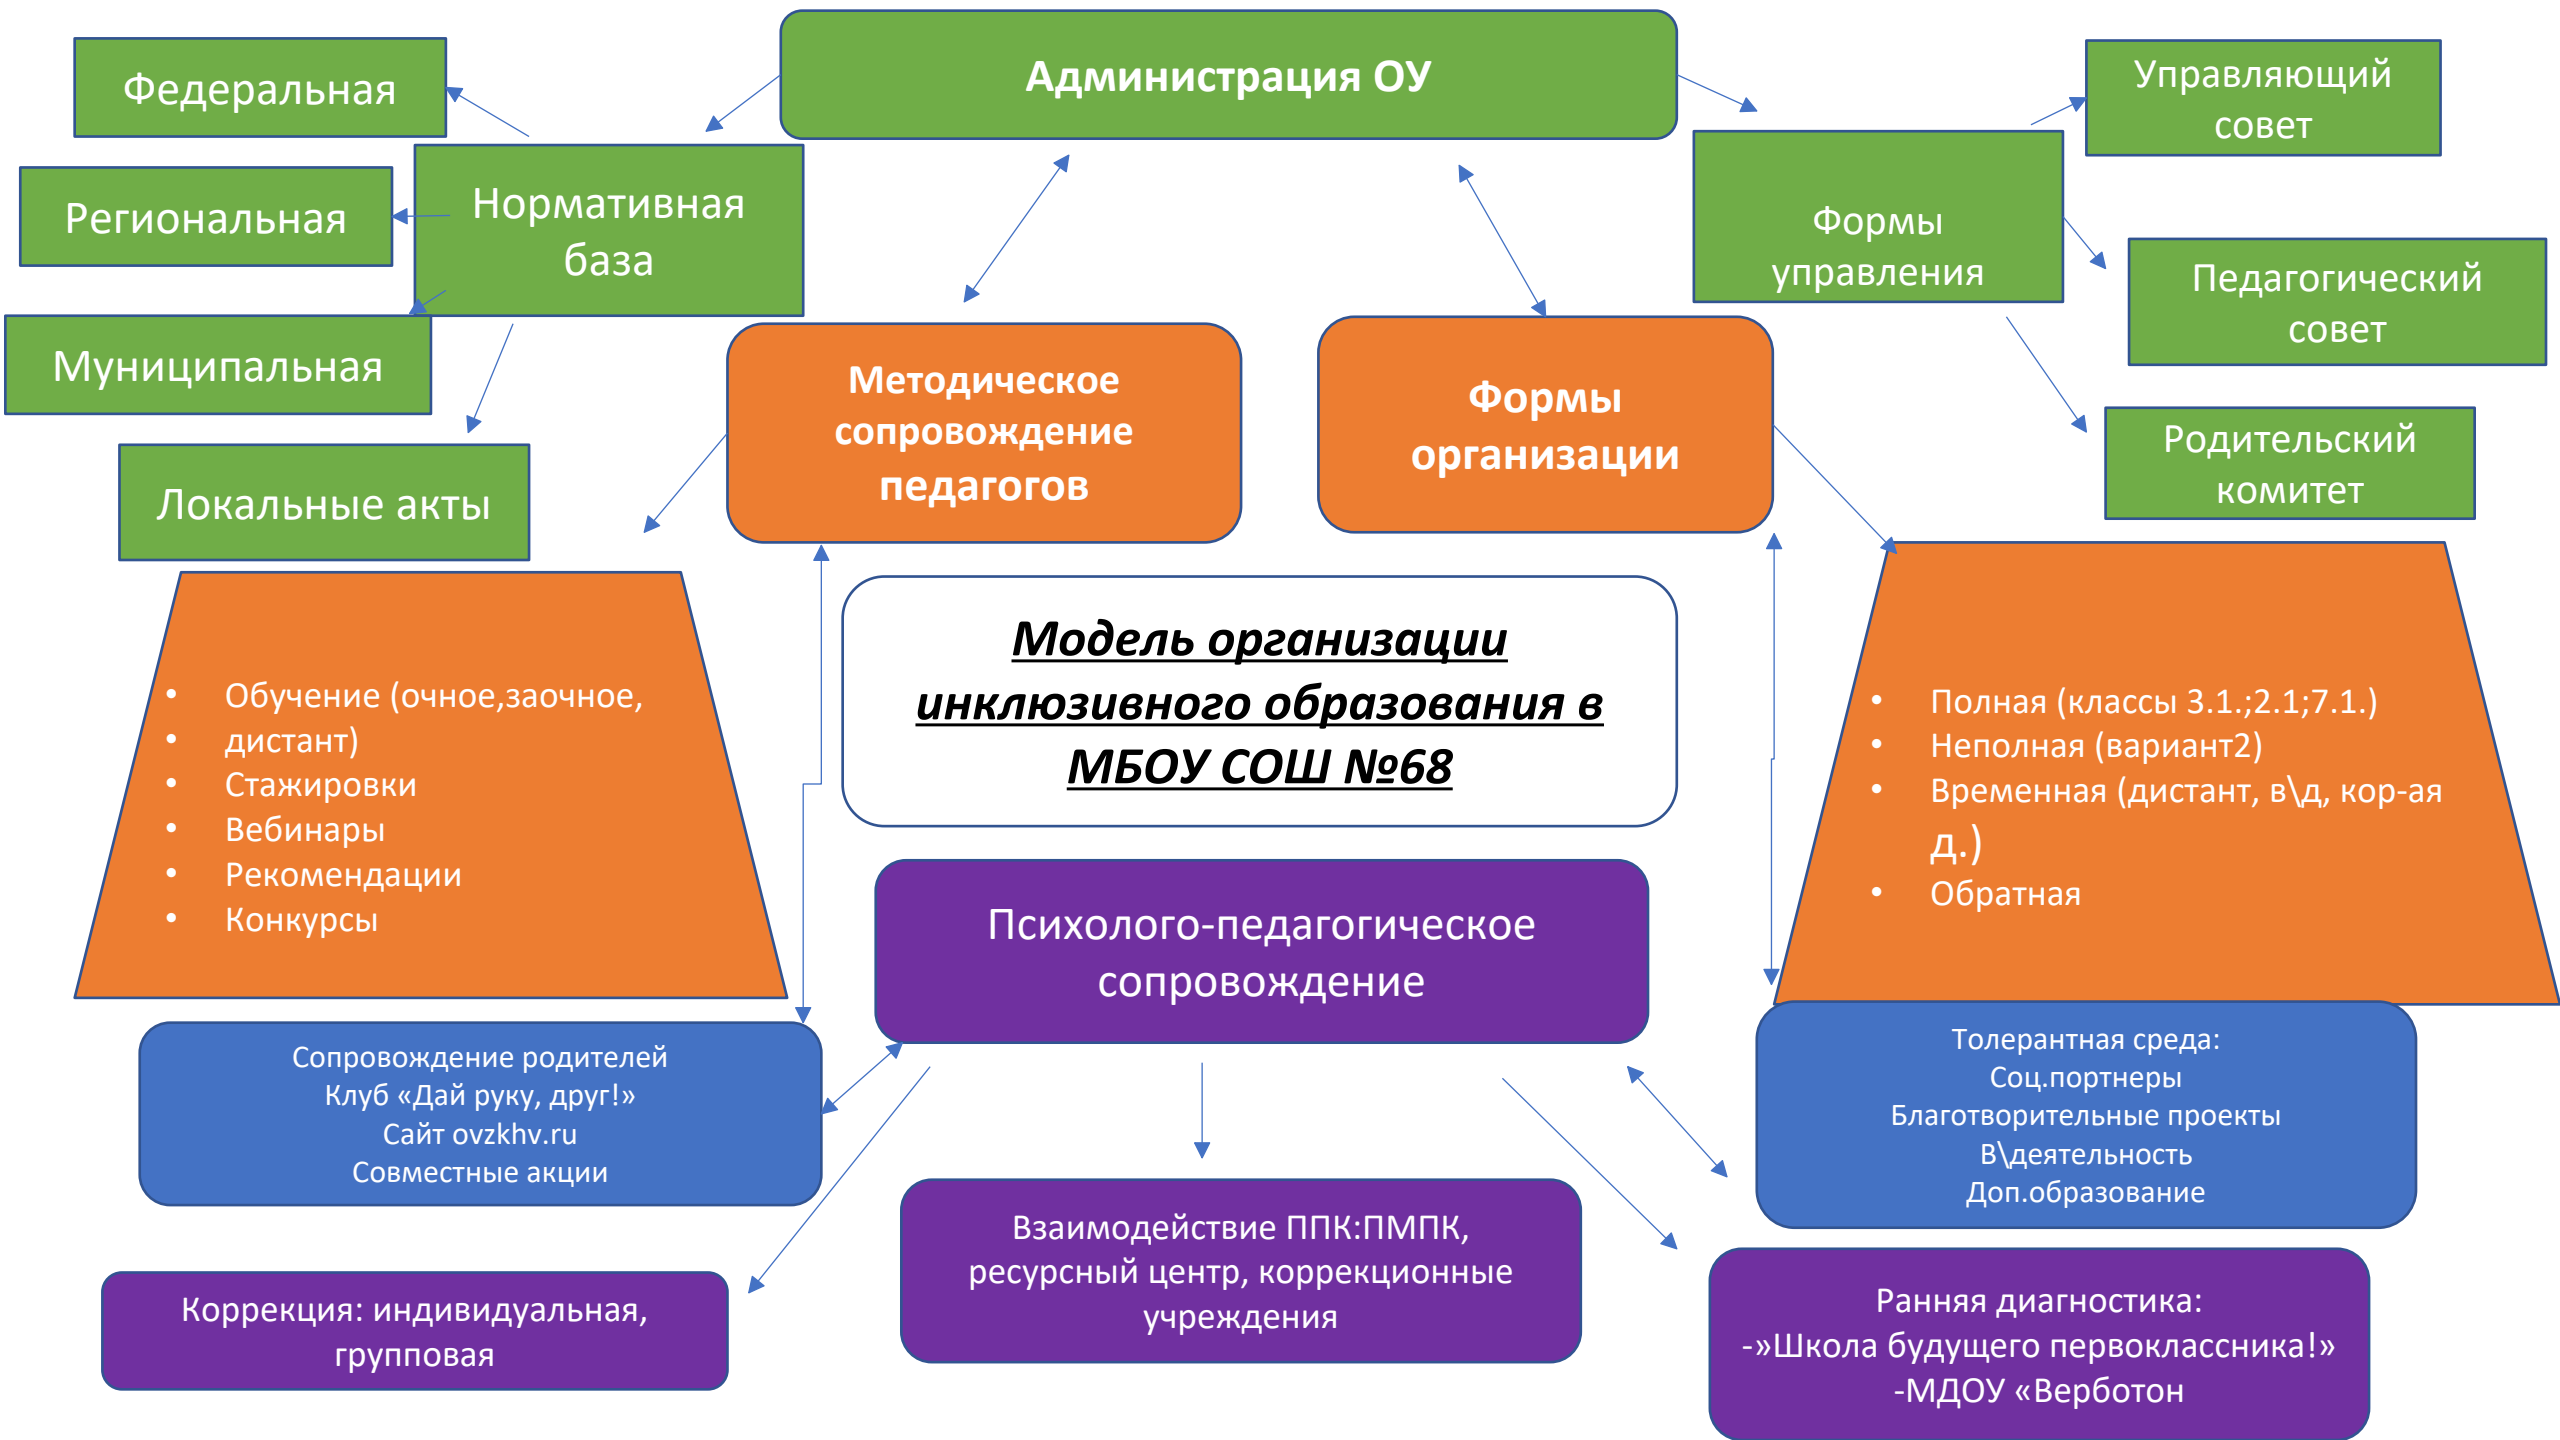 Администрация ОУ
Федеральная
Региональная
Муниципальная
Локальные акты
Нормативная
база
Формы
управления
Управляющий
совет
Педагогический
совет
Родительский
комитет
Методическое
сопровождение
педагогов
Формы
организации
• Обучение (очное,заочное,
• дистант)
• Стажировки
• Вебинары
• Рекомендации
• Конкурсы
Модель организации
инклюзивного образования в
МБОУ СОШ №68
• Полная (классы 3.1.;2.1;7.1.)
• Неполная (вариант2)
• Временная (дистант, в\д, кор-ая
д.)
• Обратная
Психолого-педагогическое
сопровождение
Сопровождение родителей
Клуб «Дай руку, друг!»
Сайт ovzkhv.ru
Совместные акции
Толерантная среда:
Соц.портнеры
Благотворительные проекты
В\деятельность
Доп.образование
Коррекция: индивидуальная,
групповая
Взаимодействие ППК:ПМПК,
ресурсный центр, коррекционные
учреждения
Ранняя диагностика:
-»Школа будущего первоклассника!»
-МДОУ «Верботон